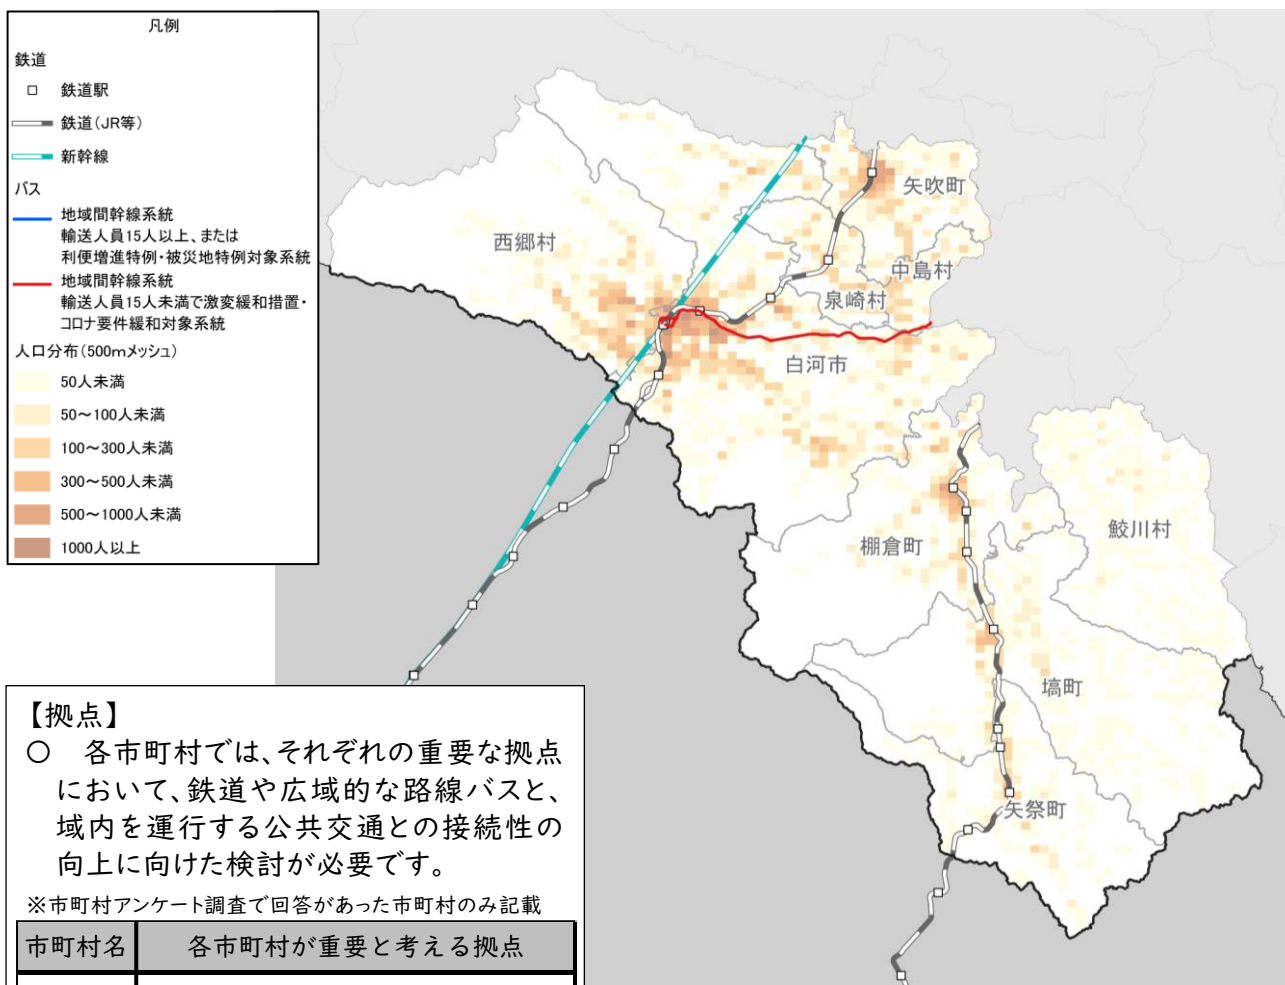 凡例
鉄道
鉄道駅
鉄道(JR等)
新幹線
バス
地域間幹線系統
輸送人員15人以上、または
利便増進特例・被災地特例対象系統
地域間幹線系統
輸送人員15人未満で激変緩和措置・
コロナ要件緩和対象系統
人口分布(500mメッシュ)
50人未満
50~100人未満
100~300人未満
300~500人未満
500~1000人未満
1000人以上
矢吹町
西郷村
中島村
泉崎村
白河市
鮫川村
棚倉町
塙町
矢祭町
【拠点】
○ 各市町村では、それぞれの重要な拠点
において、鉄道や広域的な路線バスと、
域内を運行する公共交通との接続性の
向上に向けた検討が必要です。
※市町村アンケート調査で回答があった市町村のみ記載
市町村名 各市町村が重要と考える拠点